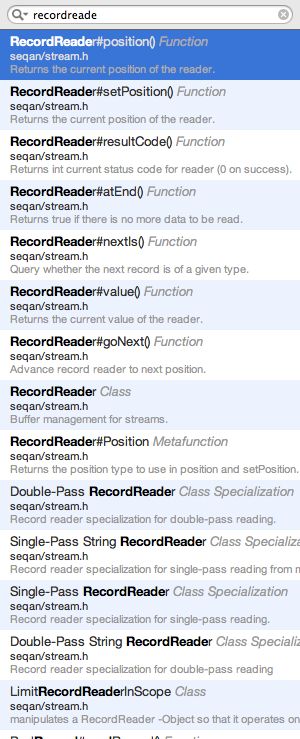 recordreade
RecordReader#position() Function
seqan/stream.h
Returns the current position of the reader.
RecordReader#setPosition() Function
seqan/stream.h
Returns the current position of the reader.
RecordReader#resultCode() Function
seqan/stream.h
Returns int current status code for reader (0 on success).
RecordReader#atEnd() Function
seqan/stream.h
Returns true if there is no more data to be read.
RecordReader#nextIs() Function
seqan/stream.h
Query whether the next record is of a given type.
RecordReader#value() Function
seqan/stream.h
Returns the current value of the reader.
RecordReader#goNext() Function
seqan/stream.h
Advance record reader to next position.
RecordReader Class
seqan/stream.h
Buffer management for streams.
RecordReader#Position Metafunction
seqan/stream.h
Returns the position type to use in position and setPosition.
Double-Pass RecordReader Class Specialization
seqan/stream.h
Record reader specialization for double-pass reading.
Single-Pass String RecordReader Class Specializa
seqan/stream.h
Record reader specialization for single-pass reading from m
Single-Pass RecordReader Class Specialization
seqan/stream.h
Record reader specialization for single-pass reading.
Double-Pass String RecordReader Class Specializ
seqan/stream.h
Record reader specialization for double-pass reading
LimitRecordReaderInScope Class
seqan/stream.h
manipulates a RecordReader -Object so that it operates on